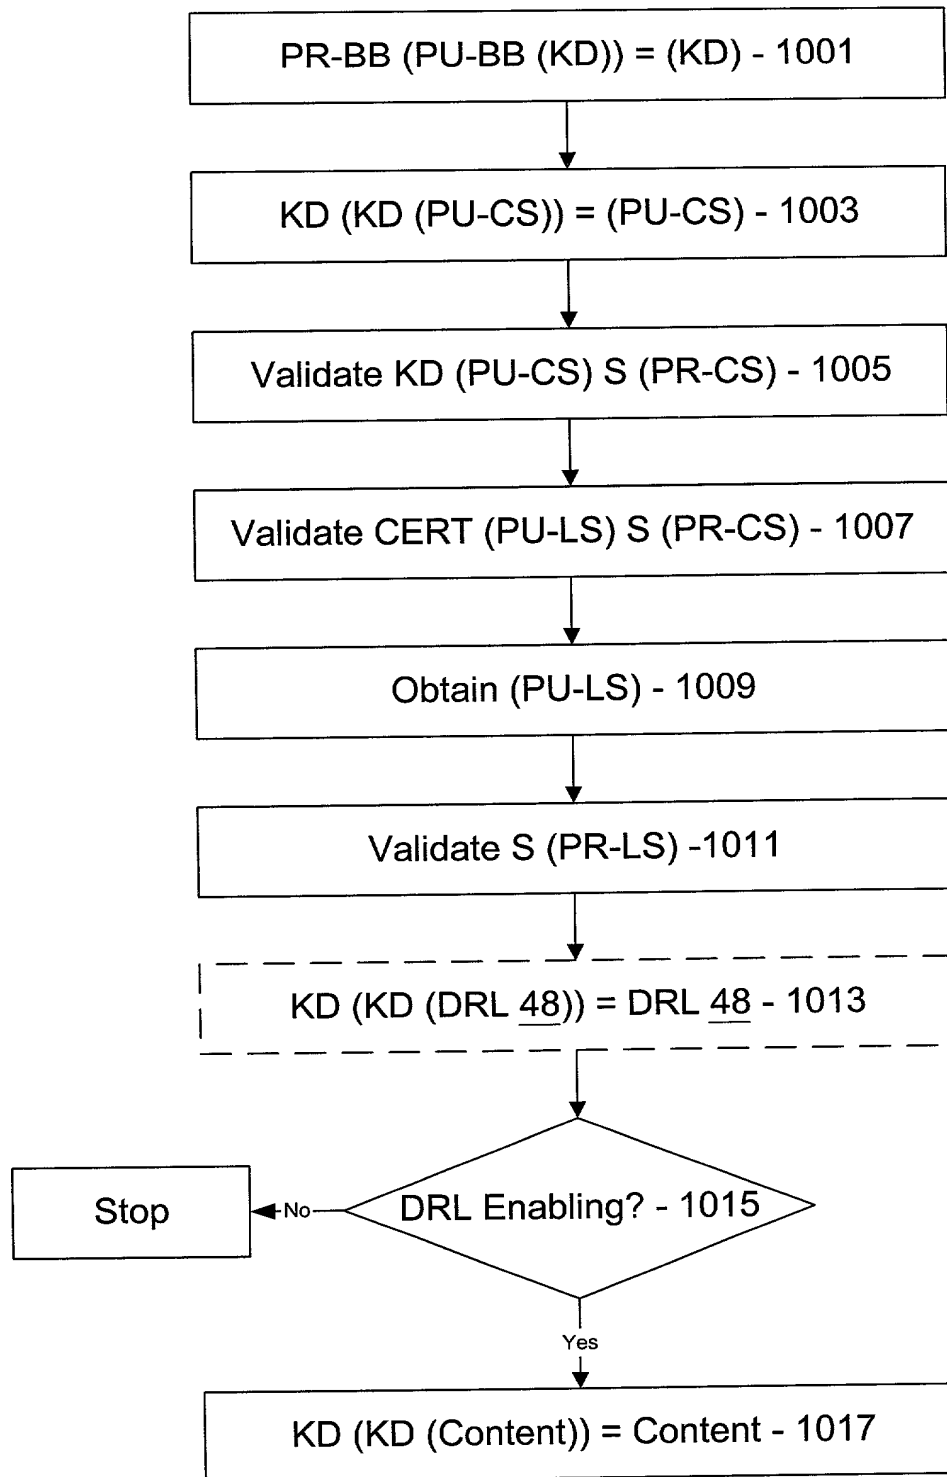 PR-BB (PU-BB (KD)) = (KD) - 1001
KD (KD (PU-CS)) = (PU-CS) - 1003
Validate KD (PU-CS) S (PR-CS) - 1005
Validate CERT (PU-LS) S (PR-CS) - 1007
Obtain (PU-LS) - 1009
Validate S (PR-LS) -1011
KD (KD (DRL 48)) = DRL 48 - 1013
DRL Enabling? - 1015
No
Stop
Yes
KD (KD (Content)) = Content - 1017